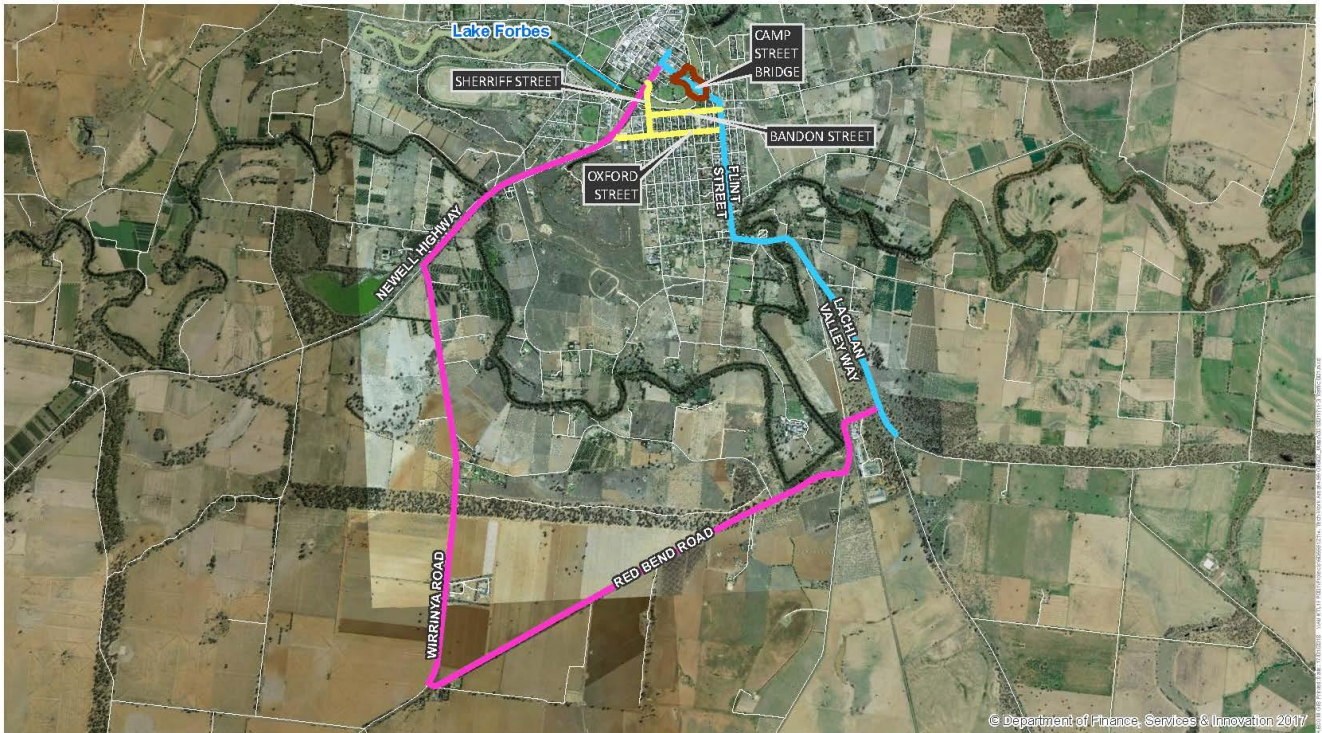 Lake Forbes
CAMP
STREET
BRIDGE
SHERRIFF STREET
BANDON STREET
OXFORD
STREET
FLINT
STREET
NEWELL HIGHWAY
LACHLAN
VALLEY WAY
RED BEND ROAD
WIRRINYA ROAD
© Department of Finance, Services & Innovation 2017